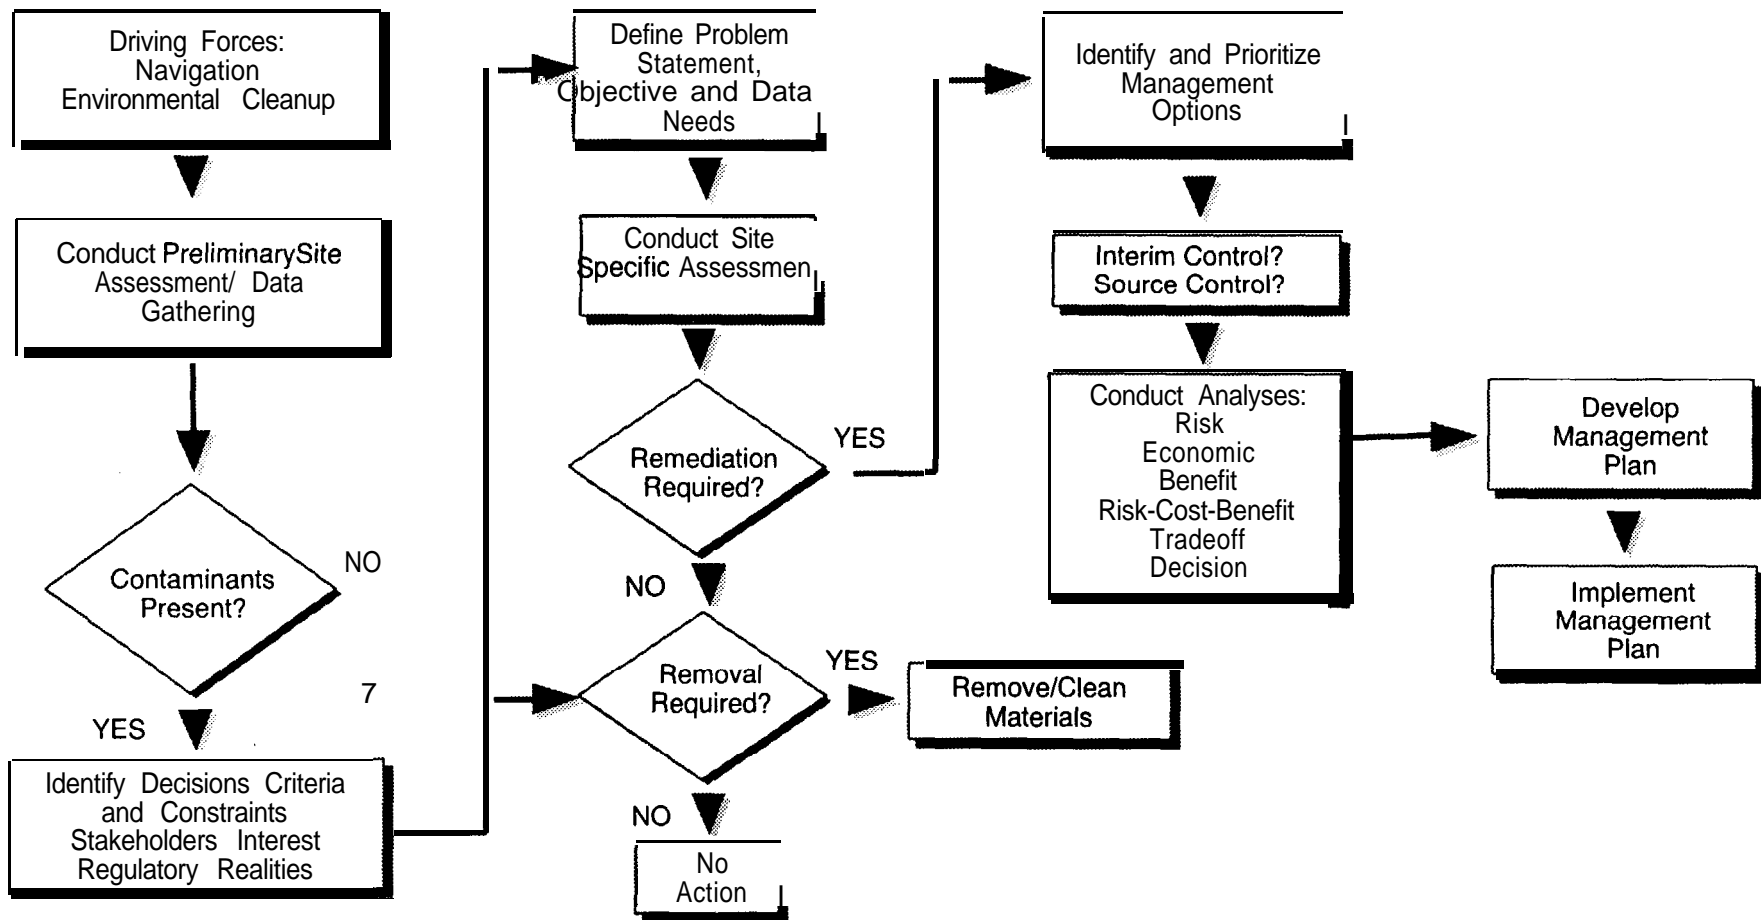 Driving Forces:
Navigation
Environmental Cleanup
Conduct PreliminarySite
Assessment/ Data
Gathering
Contaminants
Present?
NO
7
YES
Identify Decisions Criteria
and Constraints
Stakeholders Interest
Regulatory Realities
Define Problem
Statement,
Objective and Data
Needs
Conduct Site
Specific Assessmen
Remediation
Required?
YES
NO
Removal
Required?
YES
Remove/Clean
Materials
NO
No
Action
Identify and Prioritize
Management
Options
Interim Control?
Source Control?
Conduct Analyses:
Risk
Economic
Benefit
Risk-Cost-Benefit
Tradeoff
Decision
Develop
Management
Plan
Implement
Management
Plan